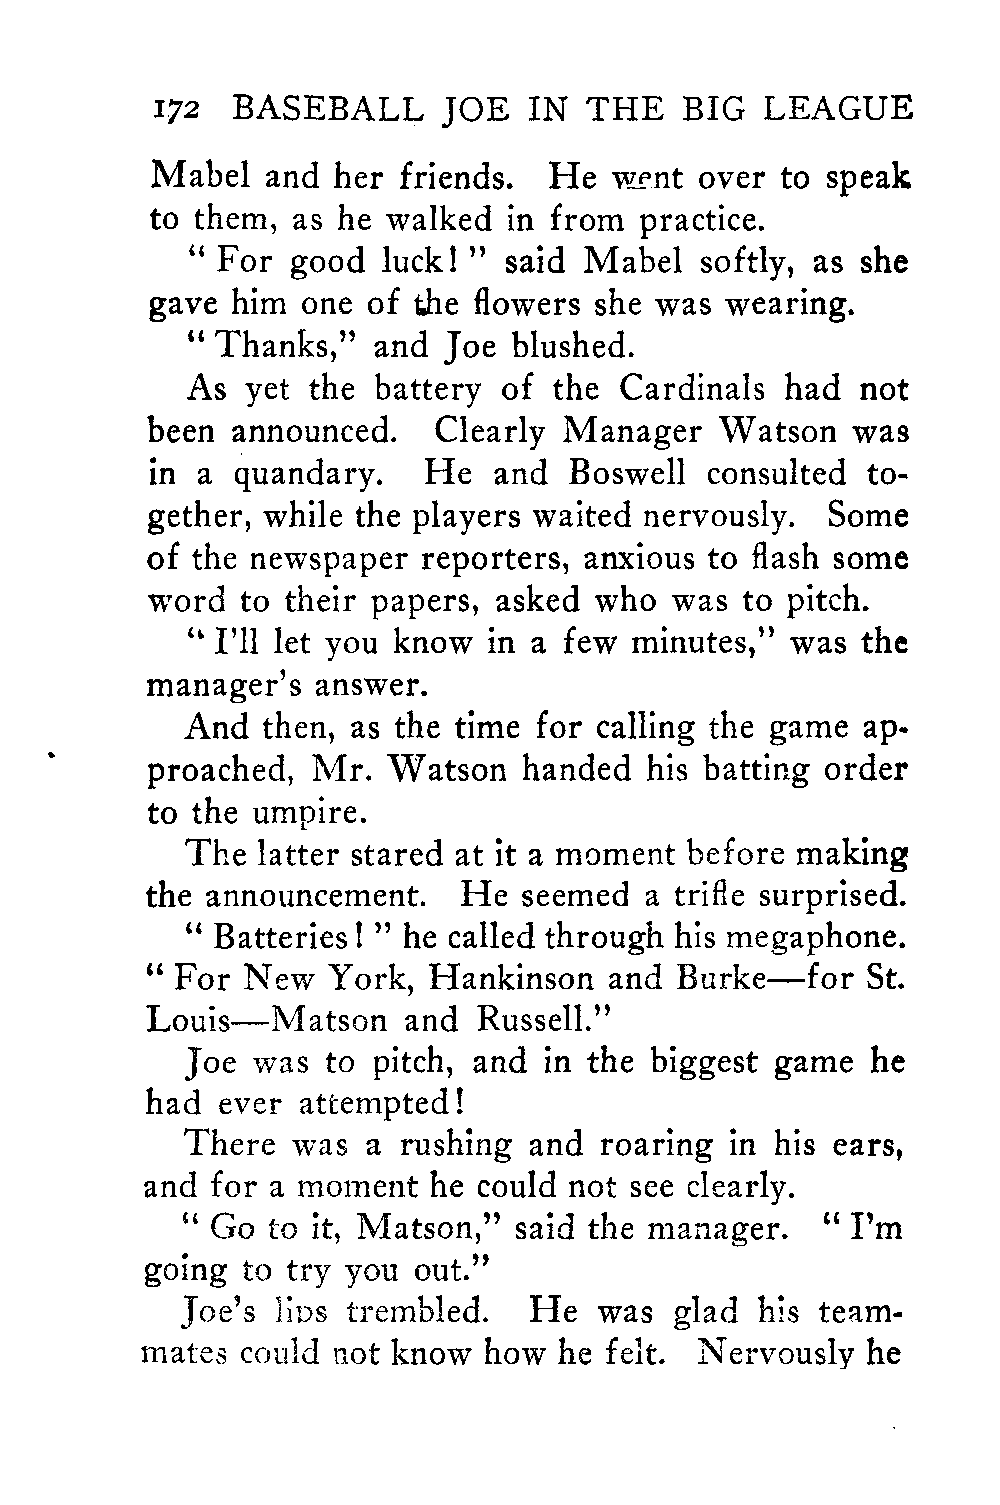 172 BASEBALL JOE IN THE BIG LEAGUE
Mabel and her friends. He went over to speak
to them, as he walked in from practice.
“ For good luck! ” said Mabel softly, as she
gave him one of the flowers she was wearing.
“ Thanks,” and Joe blushed.
As yet the battery of the Cardinals had not
been announced. Clearly Manager Watson was
in a quandary. He and Boswell consulted to-
gether, while the players waited nervously. Some
of the newspaper reporters, anxious to flash some
word to their papers, asked who was to pitch.
“ I’ll let you know in a few minutes,” was the
manager’s answer.
And then, as the time for calling the game ap-
proached, Mr. Watson handed his batting order
to the umpire.
The latter stared at it a moment before making
the announcement. He seemed a trifle surprised.
“ Batteries! ” he called through his megaphone.
“ For New York, Hankinson and Burke—for St.
Louis—Matson and Russell.”
Joe was to pitch, and in the biggest game he
had ever attempted!
There was a rushing and roaring in his ears,
and for a moment he could not see clearly.
“ Go to it, Matson,” said the manager. “ I’m
going to try you out.”
Joe’s lips trembled. He was glad his team-
mates could not know how he felt. Nervously he